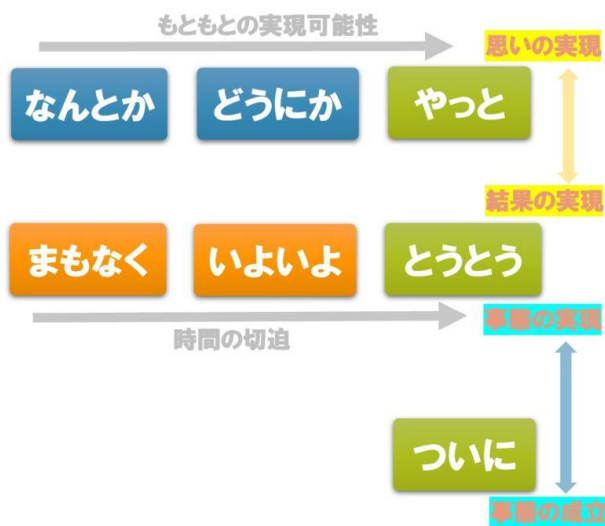 もともとの実現可能性
思いの実現
なんとか
どうにか
やっと
結果の実現
まもなく
いよいよ
とうとう
事態の実現
時間の切迫
ついに
事態の成立